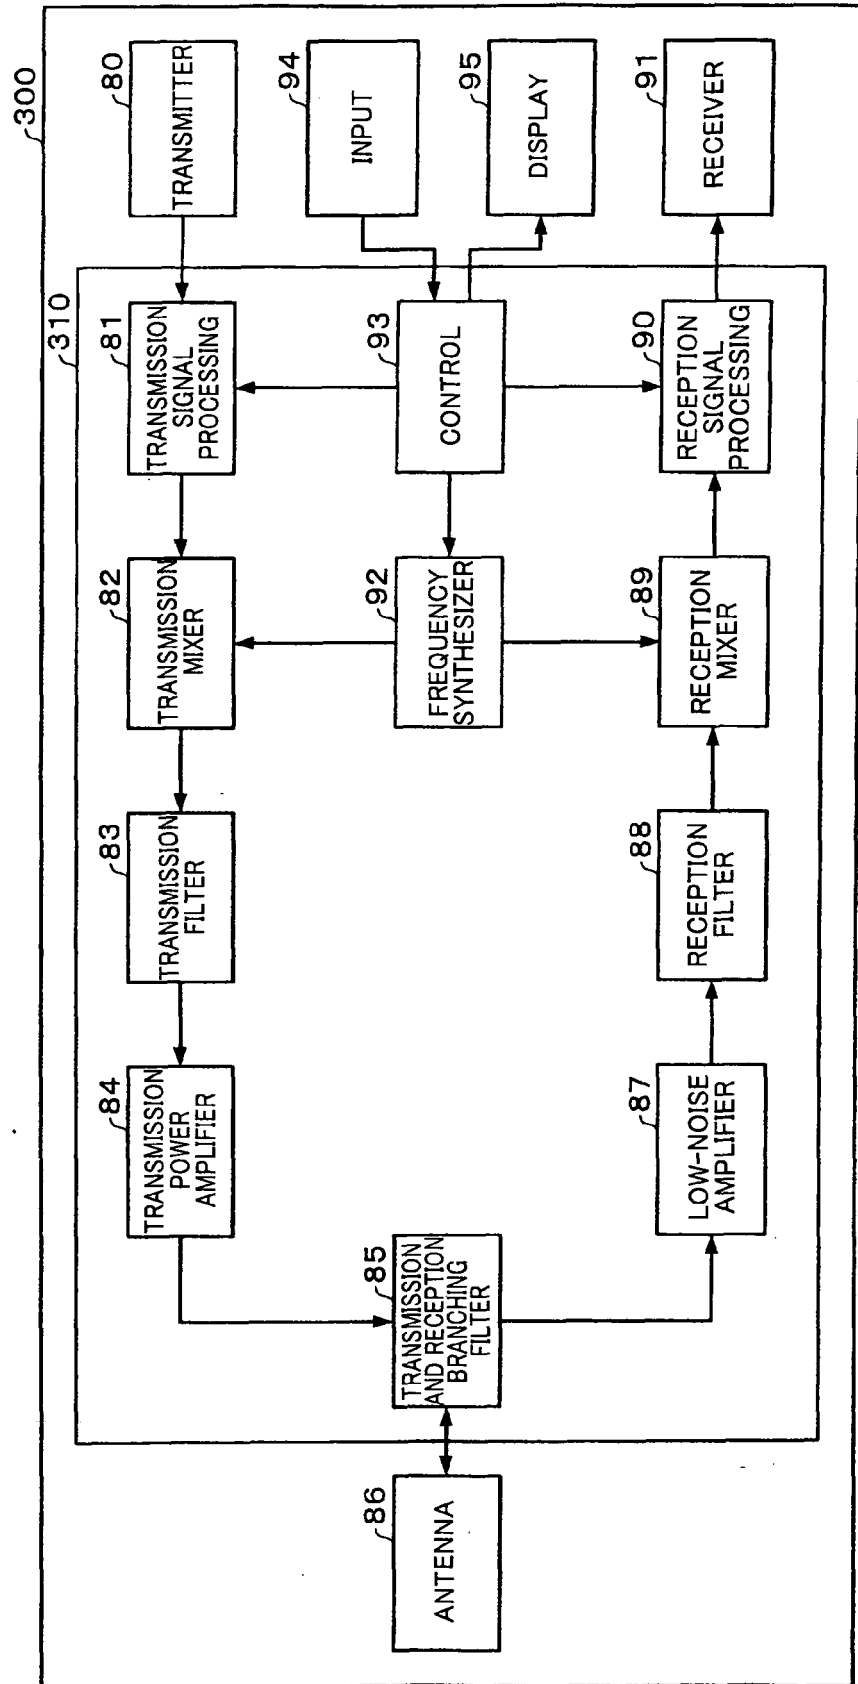 300
310
80
TRANSMITTER
94
INPUT
95
DISPLAY
91
RECEIVER
81
TRANSMISSION
SIGNAL
PROCESSING
93
CONTROL
90
RECEPTION
SIGNAL
PROCESSING
82
TRANSMISSION
MIXER
92
FREQUENCY
SYNTHESIZER
89
RECEPTION
MIXER
83
TRANSMISSION
FILTER
88
RECEPTION
FILTER
84
TRANSMISSION
POWER
AMPLIFIER
87
LOW-NOISE
AMPLIFIER
85
TRANSMISSION
AND RECEPTION
BRANCHING
FILTER
86
ANTENNA